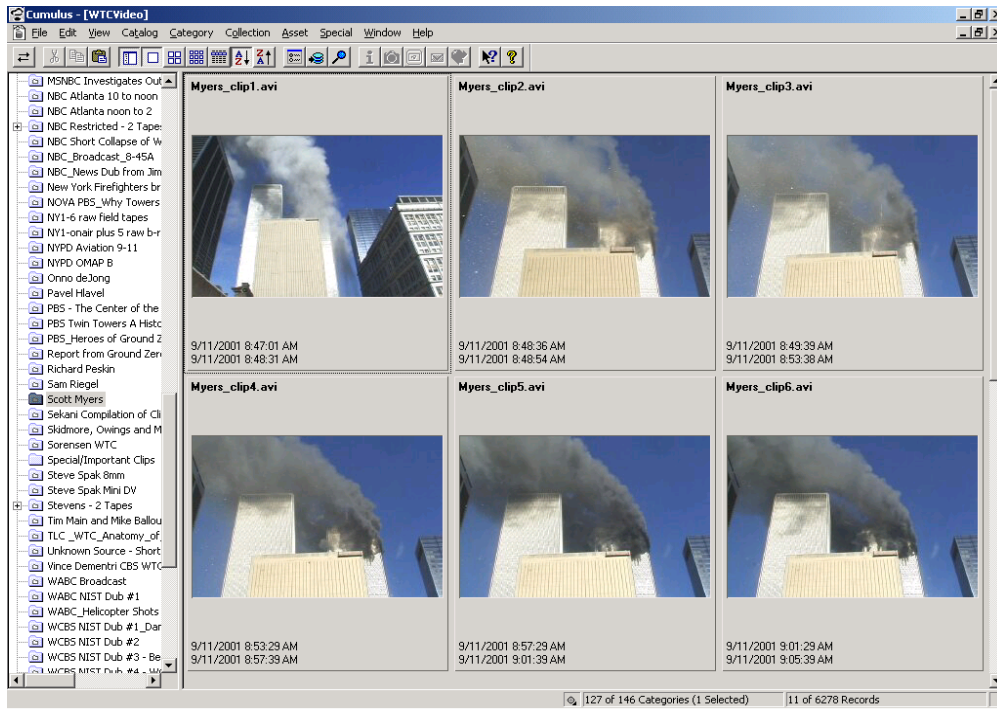 Cumulus - [WTCVideo]
File Edit View Catalog Category Collection Asset Special Window Help
MSNBC Investigates Out
NBC Atlanta 10 to noon
NBC Atlanta noon to 2
NBC Restricted - 2 Tape
NBC Short Collapse of W
NBC_Broadcast_8-45A
NBC_News Dub from Jim
New York Firefighters br
NOVA PBS_Why Towers
NY1-6 raw field tapes
NY1-onair plus 5 raw b-r
NYPD Aviation 9-11
NYPD OMAP B
Onno deJong
Pavel Hlavel
PBS - The Center of the
PBS Twin Towers A Histo
PBS_Heroes of Ground Z
Report from Ground Zer
Richard Peskin
Sam Riegel
Scott Myers
Sekani Compilation of Cli
Skidmore, Owings and M
Sorensen WTC
Special/Important Clips
Steve Spak 8mm
Steve Spak Mini DV
Stevens - 2 Tapes
Tim Main and Mike Ballou
TLC _WTC_Anatomy_of_
Unknown Source - Short
Vince Dementri CBS WTC
WABC Broadcast
WABC NIST Dub #1
WABC_Helicopter Shots
WCBS NIST Dub #1_Dar
WCBS NIST Dub #2
WCBS NIST Dub #3 - Be
WCBS NIST Dub #4 - W
Myers_clip1.avi
9/11/2001 8:47:01 AM
9/11/2001 8:48:31 AM
Myers_clip2.avi
9/11/2001 8:48:36 AM
9/11/2001 8:48:54 AM
Myers_clip3.avi
9/11/2001 8:49:39 AM
9/11/2001 8:53:38 AM
Myers_clip4.avi
9/11/2001 8:53:29 AM
9/11/2001 8:57:39 AM
Myers_clip5.avi
9/11/2001 8:57:29 AM
9/11/2001 9:01:39 AM
Myers_clip6.avi
9/11/2001 9:01:29 AM
9/11/2001 9:05:39 AM
127 of 146 Categories (1 Selected)
11 of 6278 Records